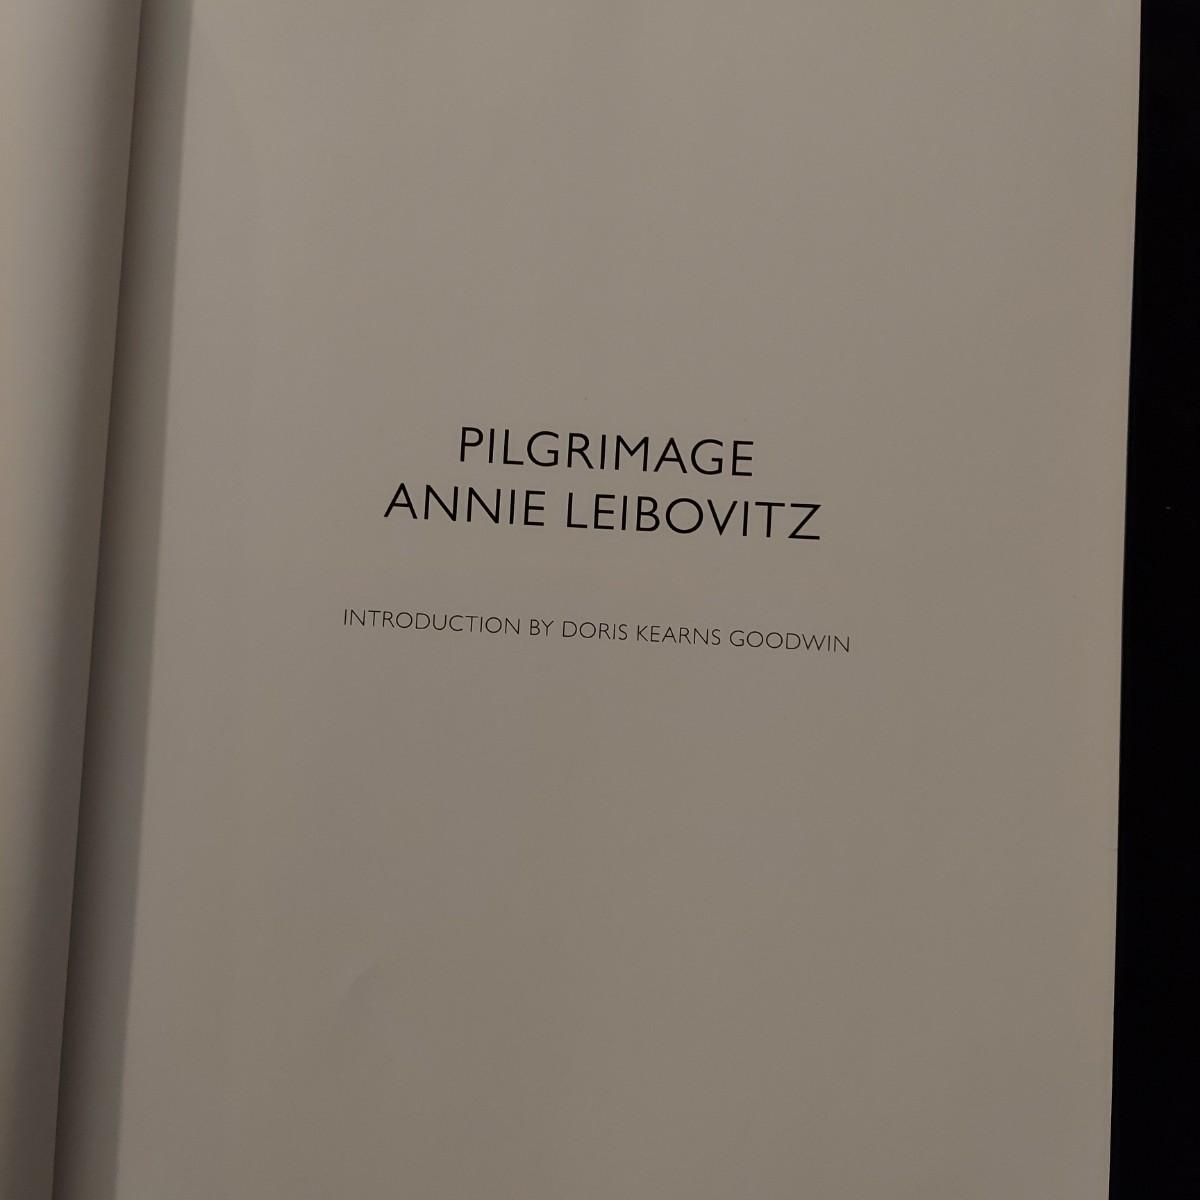 PILGRIMAGE
ANNIE LEIBOVITZ
INTRODUCTION BY DORIS KEARNS GOODWIN